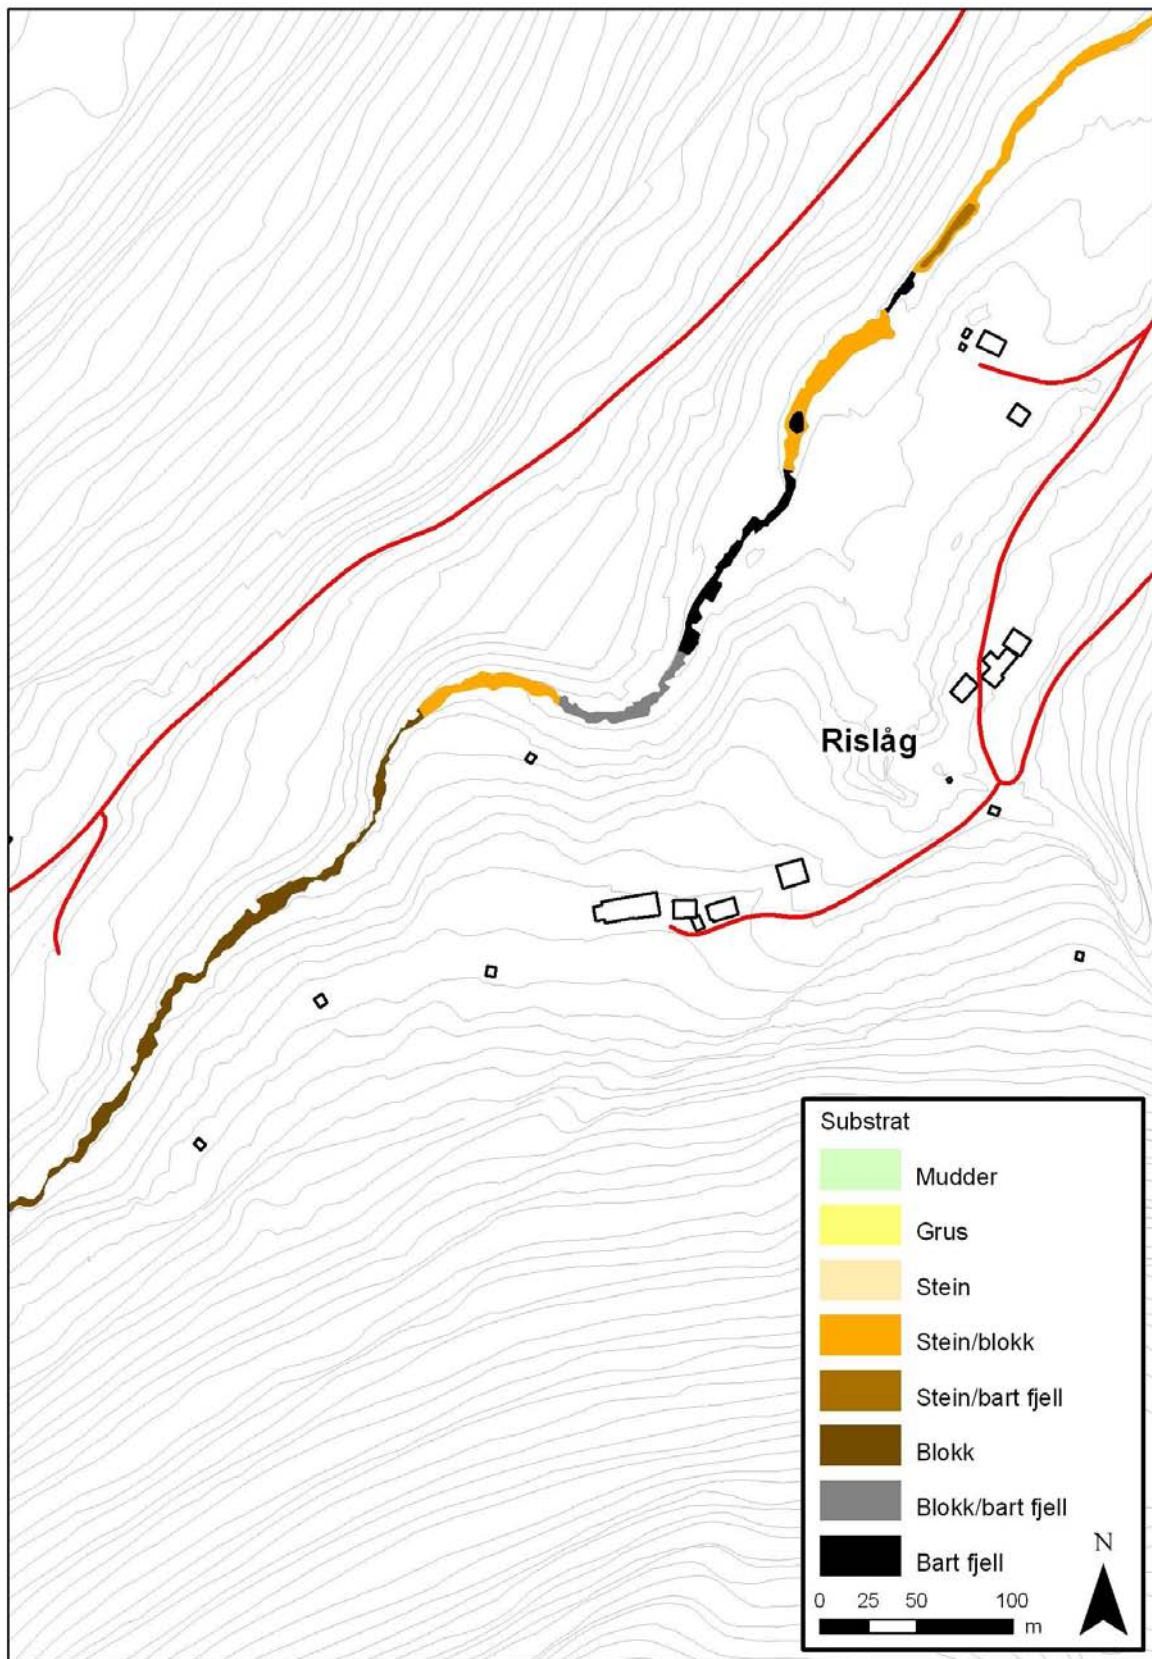 Rislåg
Substrat
Mudder
Grus
Stein
Stein/blokk
Stein/bart fjell
Blokk
Blokk/bart fjell
Bart fjell
N
0 25 50 100
m